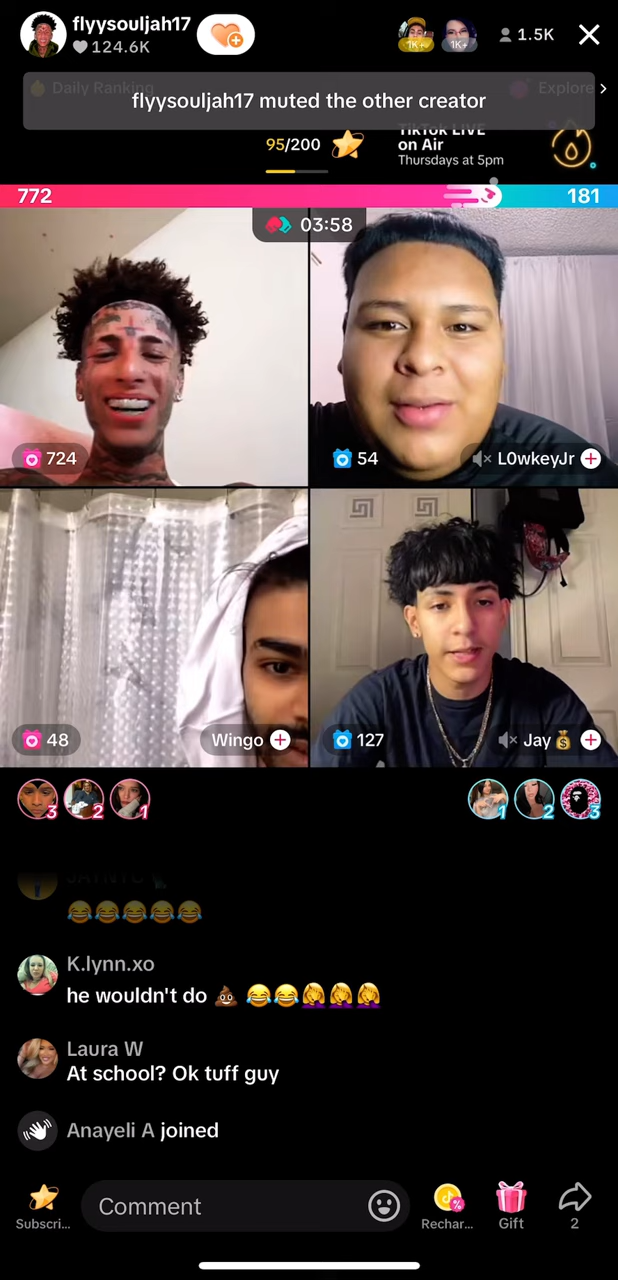 flyysouljah17
124.6K
1K+
1K+
1.5K
Daily Ranking
Explore
flyysouljah17 muted the other creator
95/200
TikTok LIVE
on Air
Thursdays at 5pm
772
181
03:58
724
54
L0wkeyJr
48
Wingo
127
Jay💰
3
2
1
1
2
3
😂😂😂😂😂
K.lynn.xo
he wouldn't do 💩 😂😂🤦‍♀️🤦‍♀️🤦‍♀️
Laura W
At school? Ok tuff guy
Anayeli A joined
Subscri...
Comment
Rechar...
Gift
2